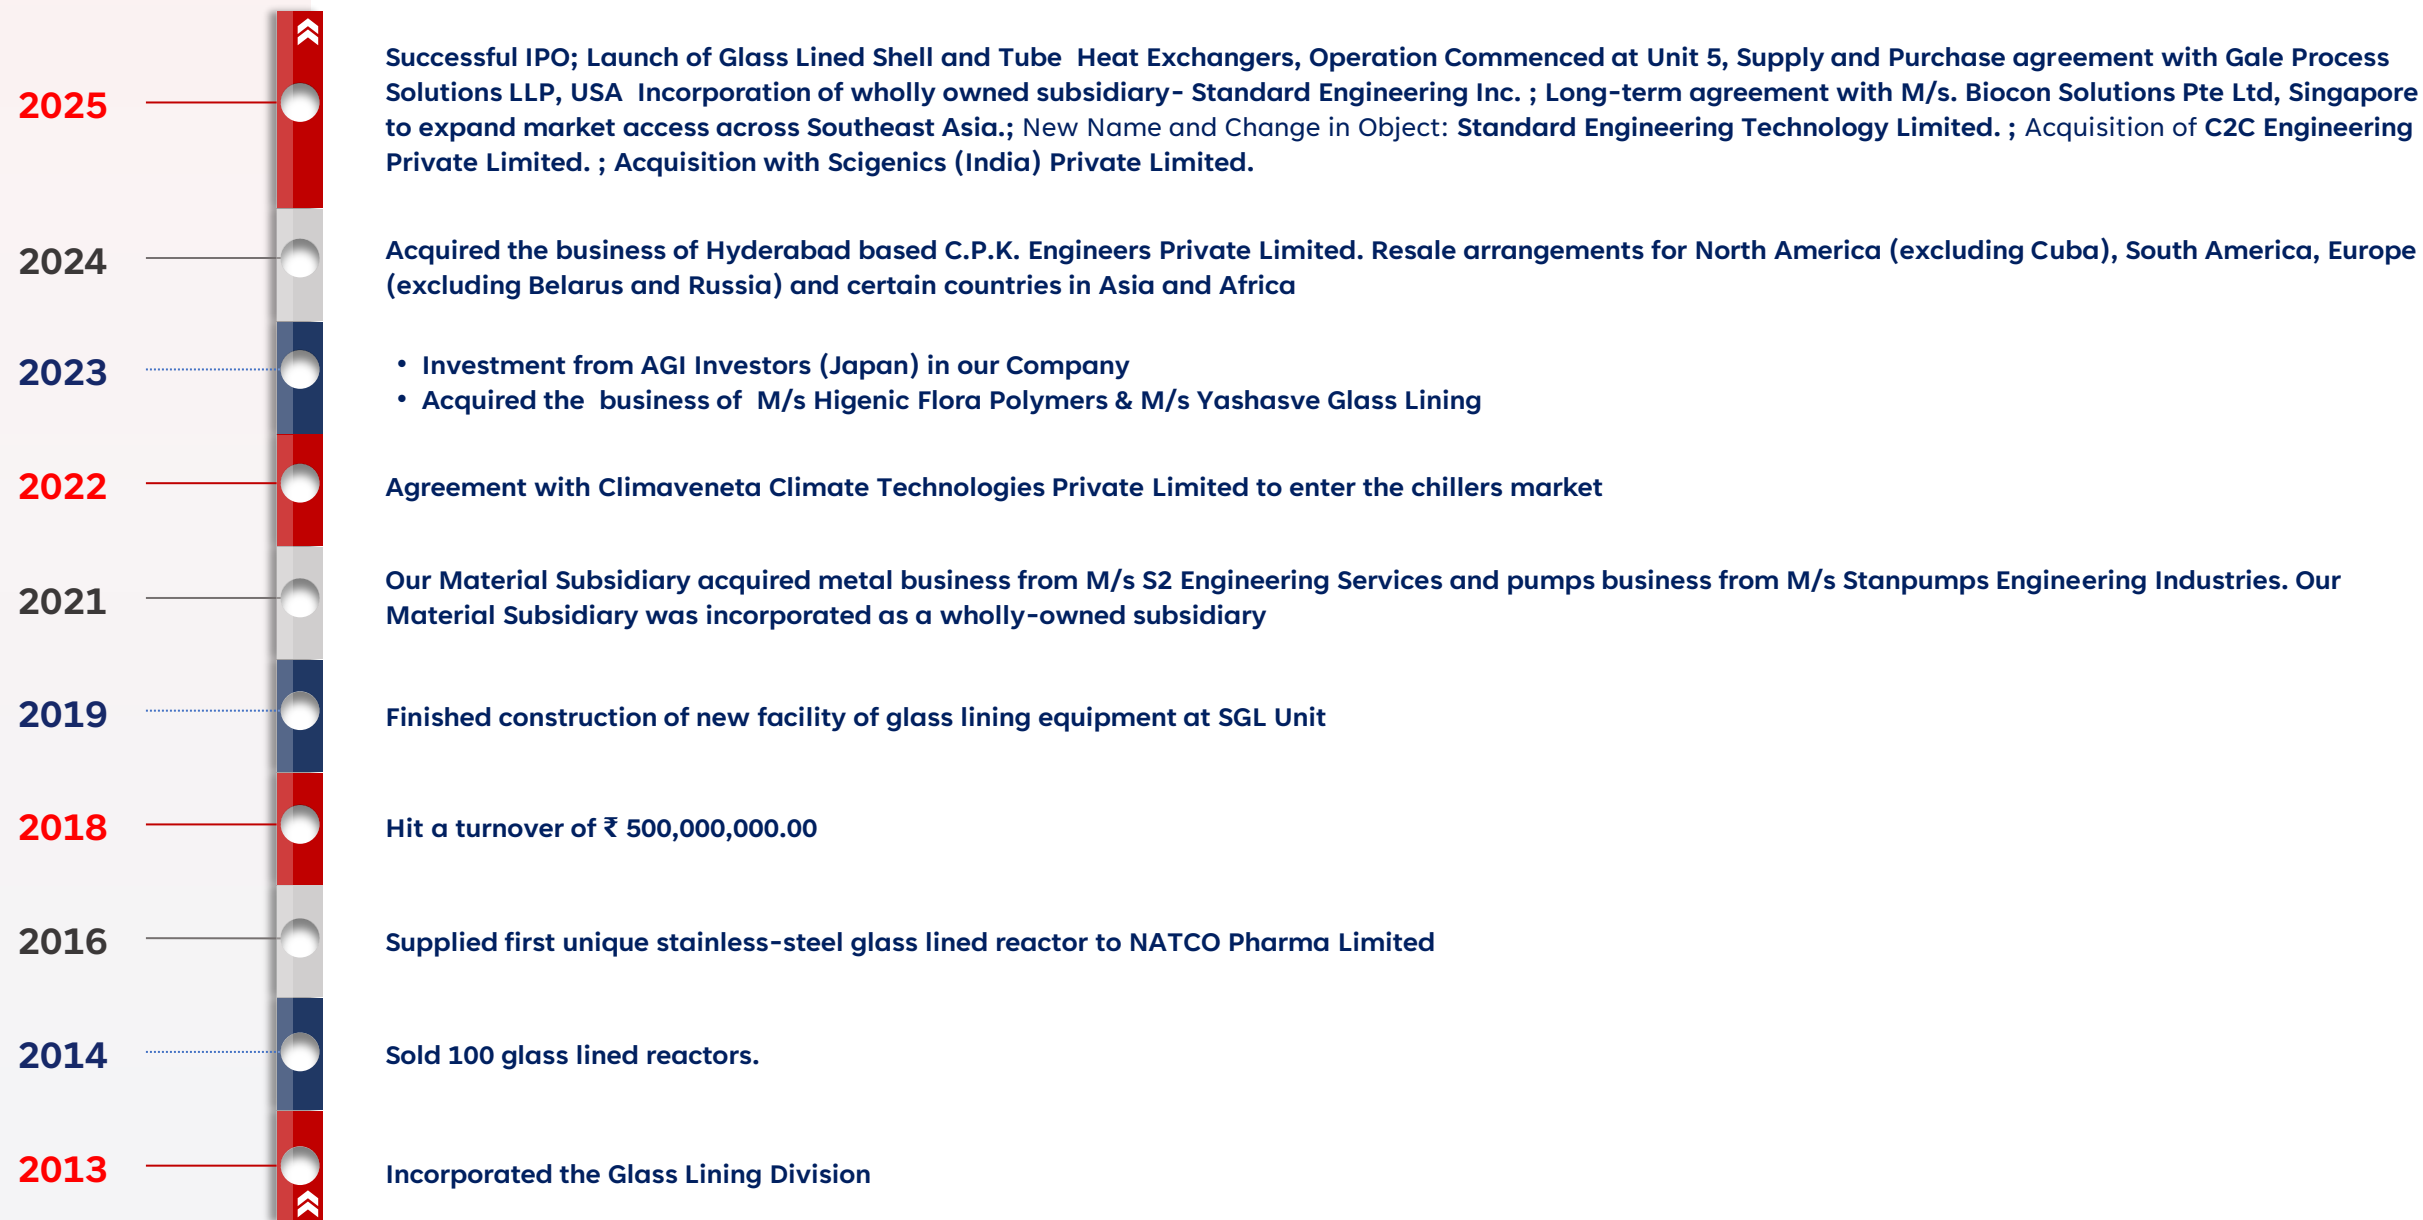 2025
Successful IPO; Launch of Glass Lined Shell and Tube Heat Exchangers, Operation Commenced at Unit 5, Supply and Purchase agreement with Gale Process
Solutions LLP, USA Incorporation of wholly owned subsidiary- Standard Engineering Inc. ; Long-term agreement with M/s. Biocon Solutions Pte Ltd, Singapore
to expand market access across Southeast Asia.; New Name and Change in Object: Standard Engineering Technology Limited. ; Acquisition of C2C Engineering
Private Limited. ; Acquisition with Scigenics (India) Private Limited.
2024
Acquired the business of Hyderabad based C.P.K. Engineers Private Limited. Resale arrangements for North America (excluding Cuba), South America, Europe
(excluding Belarus and Russia) and certain countries in Asia and Africa
2023
• Investment from AGI Investors (Japan) in our Company
• Acquired the business of M/s Higenic Flora Polymers & M/s Yashasve Glass Lining
2022
Agreement with Climaveneta Climate Technologies Private Limited to enter the chillers market
2021
Our Material Subsidiary acquired metal business from M/s S2 Engineering Services and pumps business from M/s Stanpumps Engineering Industries. Our
Material Subsidiary was incorporated as a wholly-owned subsidiary
2019
Finished construction of new facility of glass lining equipment at SGL Unit
2018
Hit a turnover of ₹ 500,000,000.00
2016
Supplied first unique stainless-steel glass lined reactor to NATCO Pharma Limited
2014
Sold 100 glass lined reactors.
2013
Incorporated the Glass Lining Division